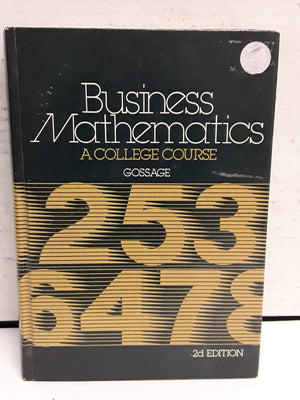 Business
Mathematics
A COLLEGE COURSE
GOSSAGE
253
6478
2d EDITION